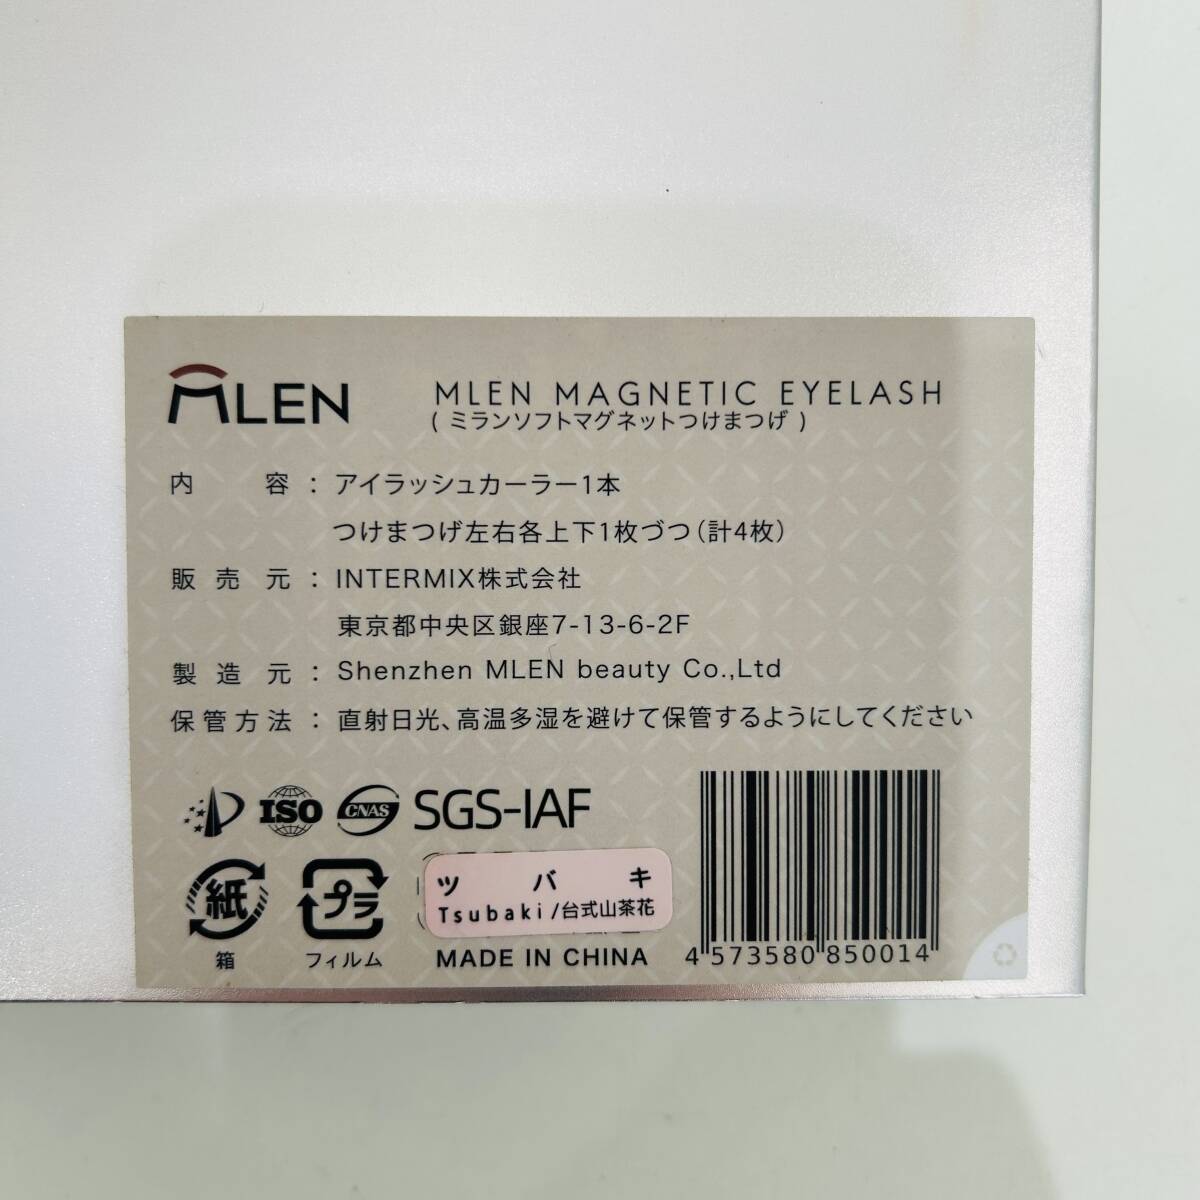 MLEN
MLEN MAGNETIC EYELASH
( ミランソフトマグネットつけまつげ )
内容：アイラッシュカーラー1本
つけまつげ左右各上下1枚づつ（計4枚）
販売元：INTERMIX株式会社
東京都中央区銀座7-13-6-2F
製造元：Shenzhen MLEN beauty Co.,Ltd
保管方法：直射日光、高温多湿を避けて保管するようにしてください
ISO CNAS SGS-IAF
紙 プラ
箱 フィルム
ツバキ
Tsubaki/台式山茶花
MADE IN CHINA
4 573580 850014